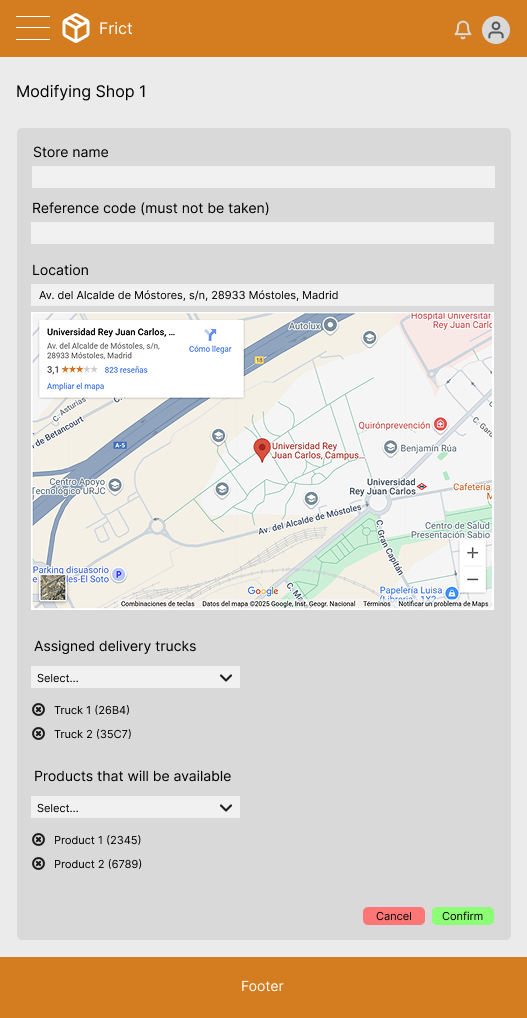 Frict
Modifying Shop 1
Store name
Reference code (must not be taken)
Location
Av. del Alcalde de Móstores, s/n, 28933 Móstoles, Madrid
Universidad Rey Juan Carlos, ...
Av. del Alcalde de Móstoles, s/n,
28933 Móstoles, Madrid
3,1
823 reseñas
Ampliar el mapa
Cómo llegar
Autolux
Hospital Universitar
Rey Juan Carlo
18
C. Asturias
de Betancourt
A-5
Quirónprevención
C. Gar
Universidad Rey
Juan Carlos, Campus...
Benjamín Rúa
Centro Apoyo
Tecnológico URJC
Universidad
Rey Juan Carlos
Cafetería
M
Av. del Alcalde de Móstoles
Centro de Salud
Presentación Sabio
C. Gran Capitán
Parking disuasorio
es-El Soto
P
C. M
Papelería Luisa
Google
Combinaciones de teclas
Datos del mapa ©2025 Google, Inst. Geogr. Nacional
Términos
Notificar un problema de Maps
Assigned delivery trucks
Select...
Truck 1 (26B4)
Truck 2 (35C7)
Products that will be available
Select...
Product 1 (2345)
Product 2 (6789)
Cancel
Confirm
Footer